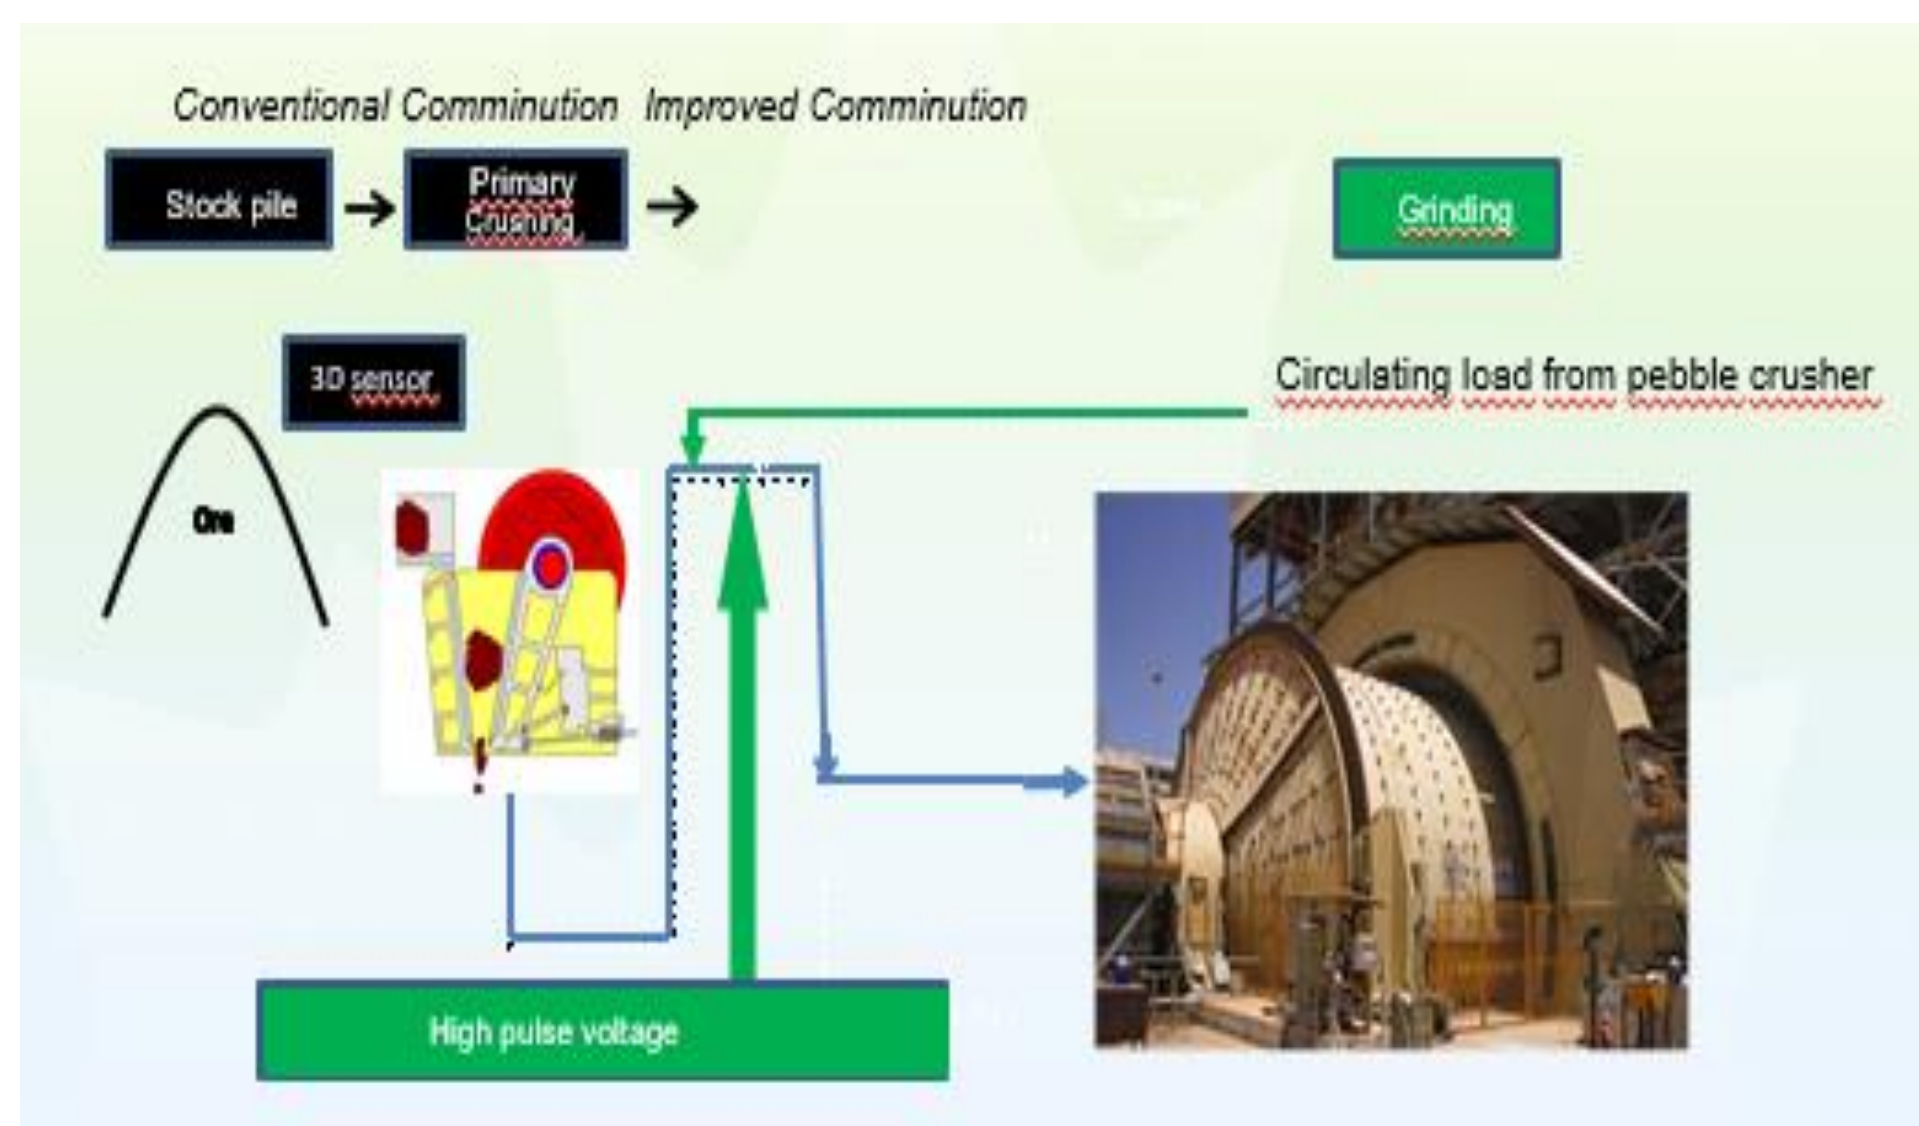 Conventional Comminution Improved Comminution
Stock pile
Primary
Crushing
Grinding
3D sensor
Circulating load from pebble crusher
Ore
High pulse voltage